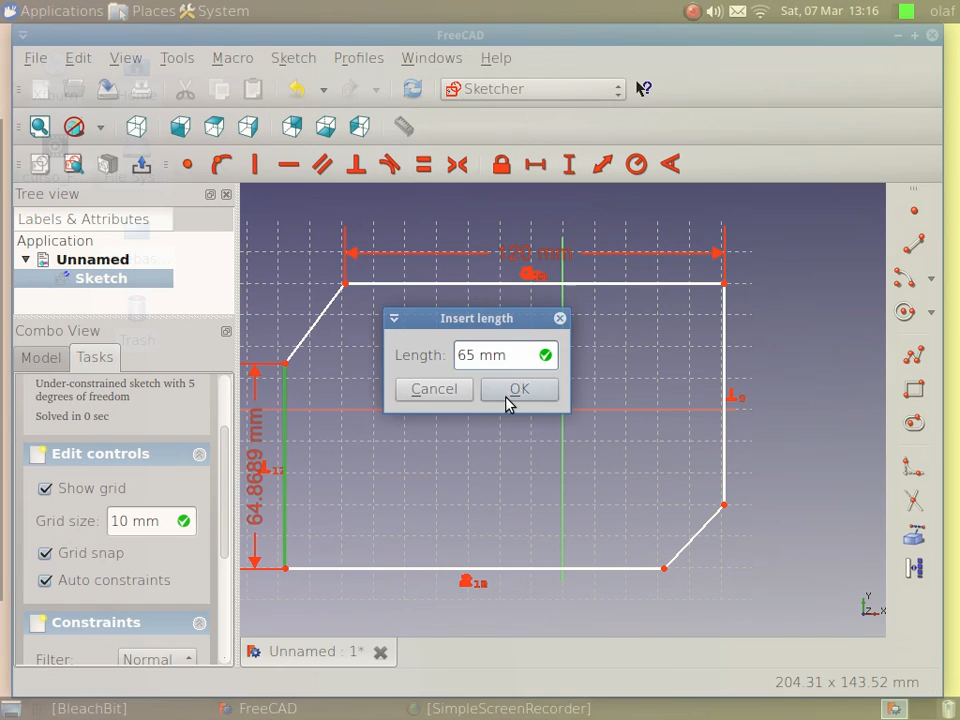 Applications Places System Sat, 07 Mar 13:16 olaf
FreeCAD
File Edit View Tools Macro Sketch Profiles Windows Help
Sketcher
Tree view
Labels & Attributes
Application
Unnamed
Sketch
Trash
Combo View
Model Tasks
Under-constrained sketch with 5
degrees of freedom
Solved in 0 sec
Edit controls
Show grid
Grid size: 10 mm
Grid snap
Auto constraints
Constraints
Filter: Normal
120 mm
64.8689 mm
Insert length
Length: 65 mm
Cancel OK
Y
Z X
Unnamed : 1*
204.31 x 143.52 mm
[BleachBit] FreeCAD [SimpleScreenRecorder]